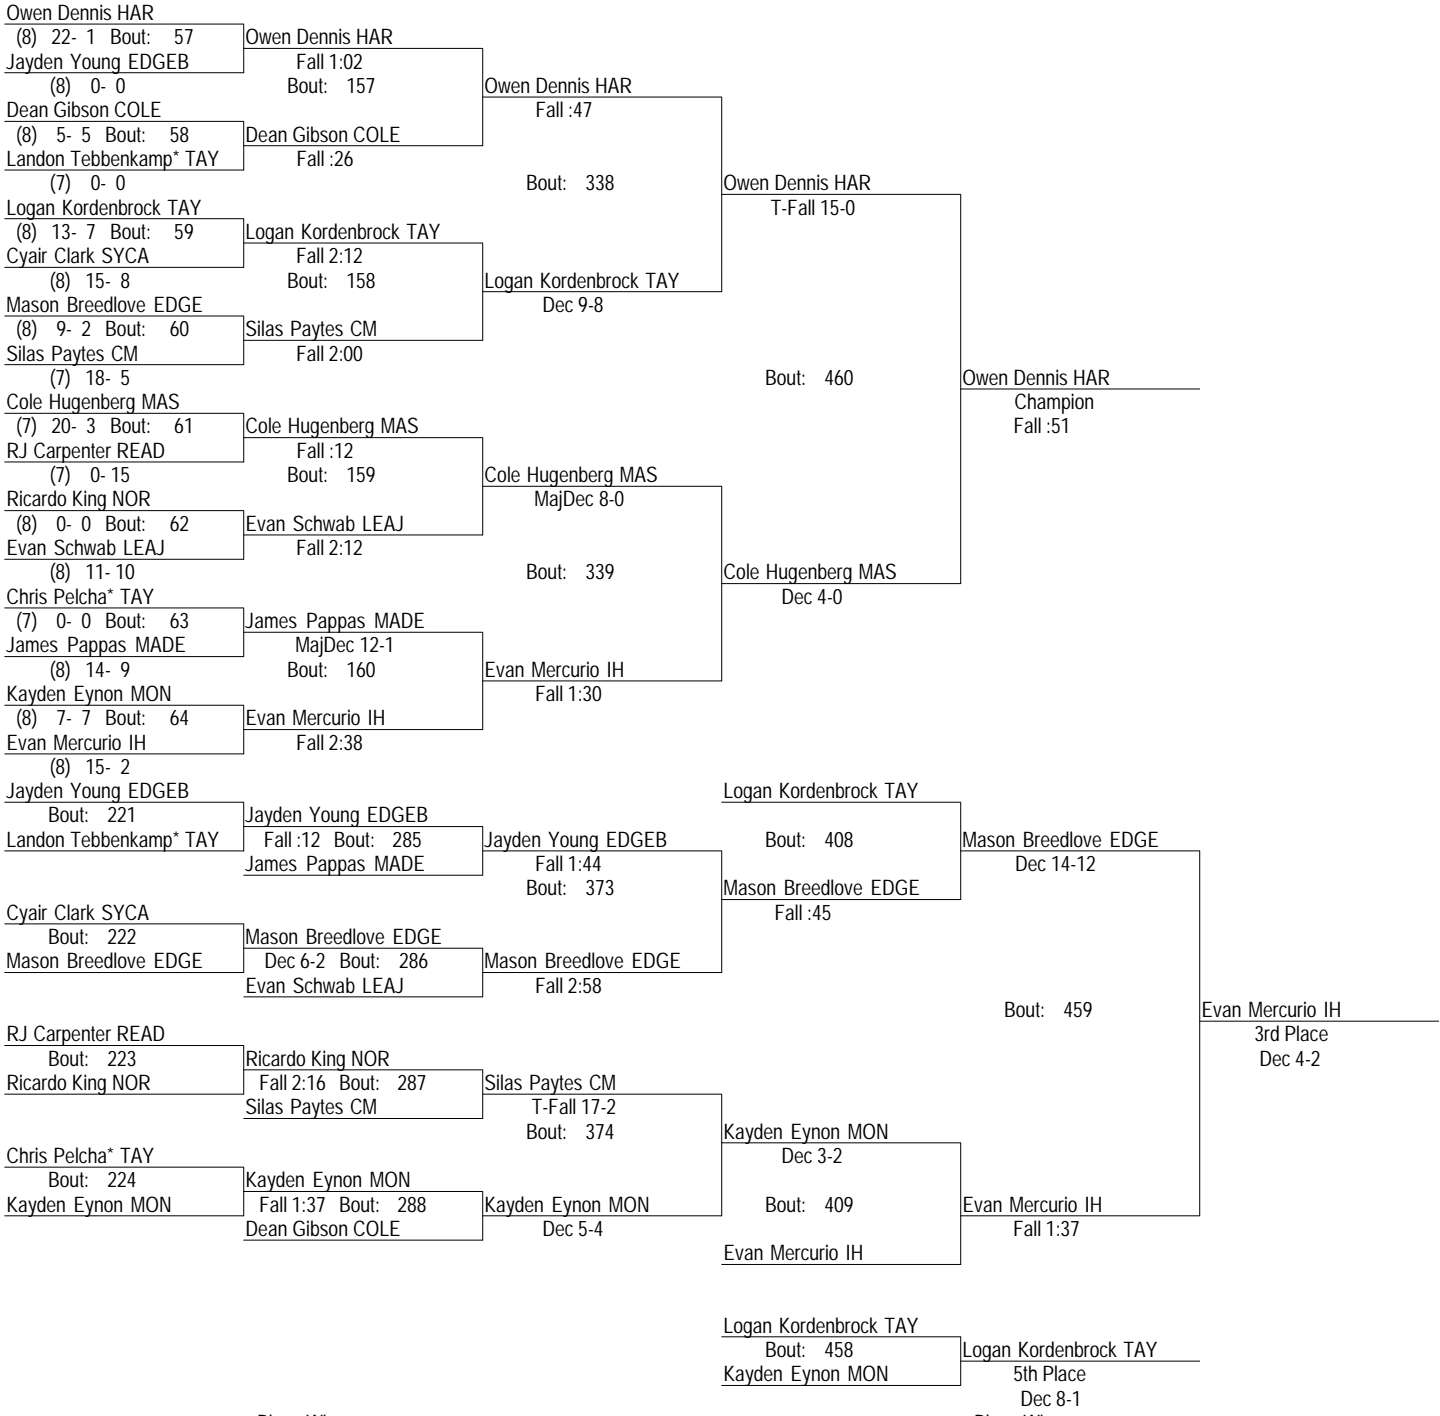 Owen Dennis HAR
(8) 22- 1 Bout: 57
Jayden Young EDGEB
(8) 0- 0
Dean Gibson COLE
(8) 5- 5 Bout: 58
Landon Tebbenkamp* TAY
(7) 0- 0
Logan Kordenbrock TAY
(8) 13- 7 Bout: 59
Cyair Clark SYCA
(8) 15- 8
Mason Breedlove EDGE
(8) 9- 2 Bout: 60
Silas Paytes CM
(7) 18- 5
Cole Hugenberg MAS
(7) 20- 3 Bout: 61
RJ Carpenter READ
(7) 0- 15
Ricardo King NOR
(8) 0- 0 Bout: 62
Evan Schwab LEAJ
(8) 11- 10
Chris Pelcha* TAY
(7) 0- 0 Bout: 63
James Pappas MADE
(8) 14- 9
Kayden Eynon MON
(8) 7- 7 Bout: 64
Evan Mercurio IH
(8) 15- 2
Owen Dennis HAR
Fall 1:02
Bout: 157
Dean Gibson COLE
Fall :26
Logan Kordenbrock TAY
Fall 2:12
Bout: 158
Silas Paytes CM
Fall 2:00
Cole Hugenberg MAS
Fall :12
Bout: 159
Evan Schwab LEAJ
Fall 2:12
James Pappas MADE
MajDec 12-1
Bout: 160
Evan Mercurio IH
Fall 2:38
Owen Dennis HAR
Fall :47
Bout: 338
Logan Kordenbrock TAY
Dec 9-8
Cole Hugenberg MAS
MajDec 8-0
Bout: 339
Evan Mercurio IH
Fall 1:30
Owen Dennis HAR
T-Fall 15-0
Bout: 460
Cole Hugenberg MAS
Dec 4-0
Owen Dennis HAR
Champion
Fall :51
Jayden Young EDGEB
Bout: 221
Landon Tebbenkamp* TAY
Cyair Clark SYCA
Bout: 222
Mason Breedlove EDGE
RJ Carpenter READ
Bout: 223
Ricardo King NOR
Chris Pelcha* TAY
Bout: 224
Kayden Eynon MON
Jayden Young EDGEB
Fall :12 Bout: 285
James Pappas MADE
Mason Breedlove EDGE
Dec 6-2 Bout: 286
Evan Schwab LEAJ
Ricardo King NOR
Fall 2:16 Bout: 287
Silas Paytes CM
Kayden Eynon MON
Fall 1:37 Bout: 288
Dean Gibson COLE
Jayden Young EDGEB
Fall 1:44
Bout: 373
Mason Breedlove EDGE
Fall 2:58
Silas Paytes CM
T-Fall 17-2
Bout: 374
Kayden Eynon MON
Dec 5-4
Logan Kordenbrock TAY
Bout: 408
Mason Breedlove EDGE
Fall :45
Kayden Eynon MON
Dec 3-2
Bout: 409
Evan Mercurio IH
Mason Breedlove EDGE
Dec 14-12
Bout: 459
Evan Mercurio IH
Fall 1:37
Evan Mercurio IH
3rd Place
Dec 4-2
Logan Kordenbrock TAY
Bout: 458
Kayden Eynon MON
Logan Kordenbrock TAY
5th Place
Dec 8-1